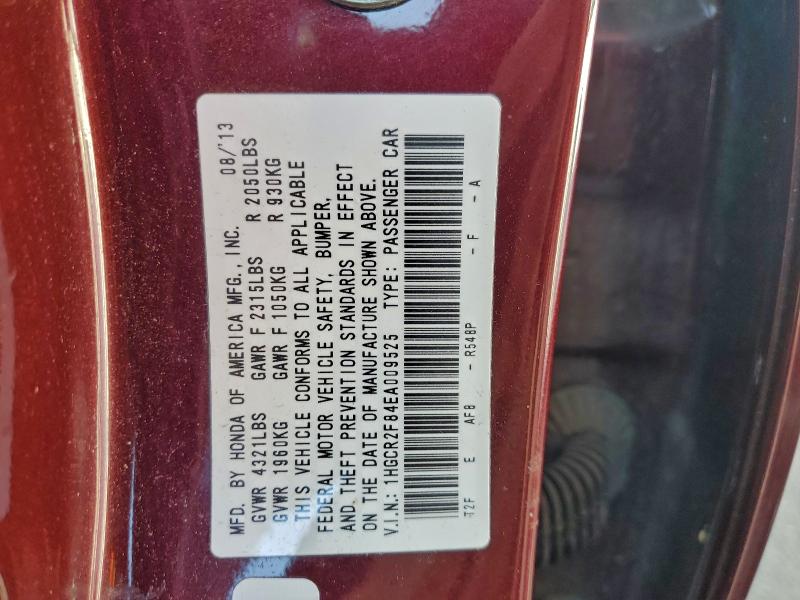 MFD. BY HONDA OF AMERICA MFG., INC. 08/'13
GVWR 4321LBS GAWR F 2315LBS R 2050LBS
GVWR 1960KG GAWR F 1050KG R 930KG
THIS VEHICLE CONFORMS TO ALL APPLICABLE
FEDERAL MOTOR VEHICLE SAFETY, BUMPER,
AND THEFT PREVENTION STANDARDS IN EFFECT
ON THE DATE OF MANUFACTURE SHOWN ABOVE.
V.I.N.: 1HGCR2F84EA009525 TYPE: PASSENGER CAR
T2F E AF8 - R548P - F - A